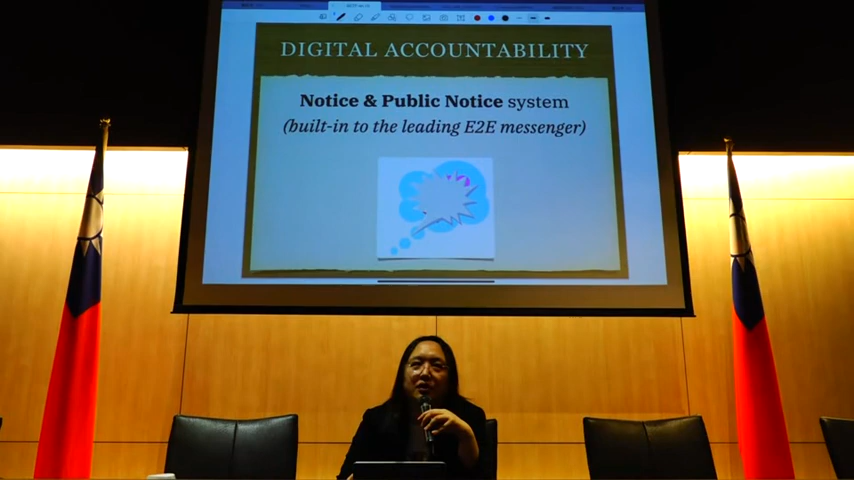 DIGITAL ACCOUNTABILITY
Notice & Public Notice system
(built-in to the leading E2E messenger)